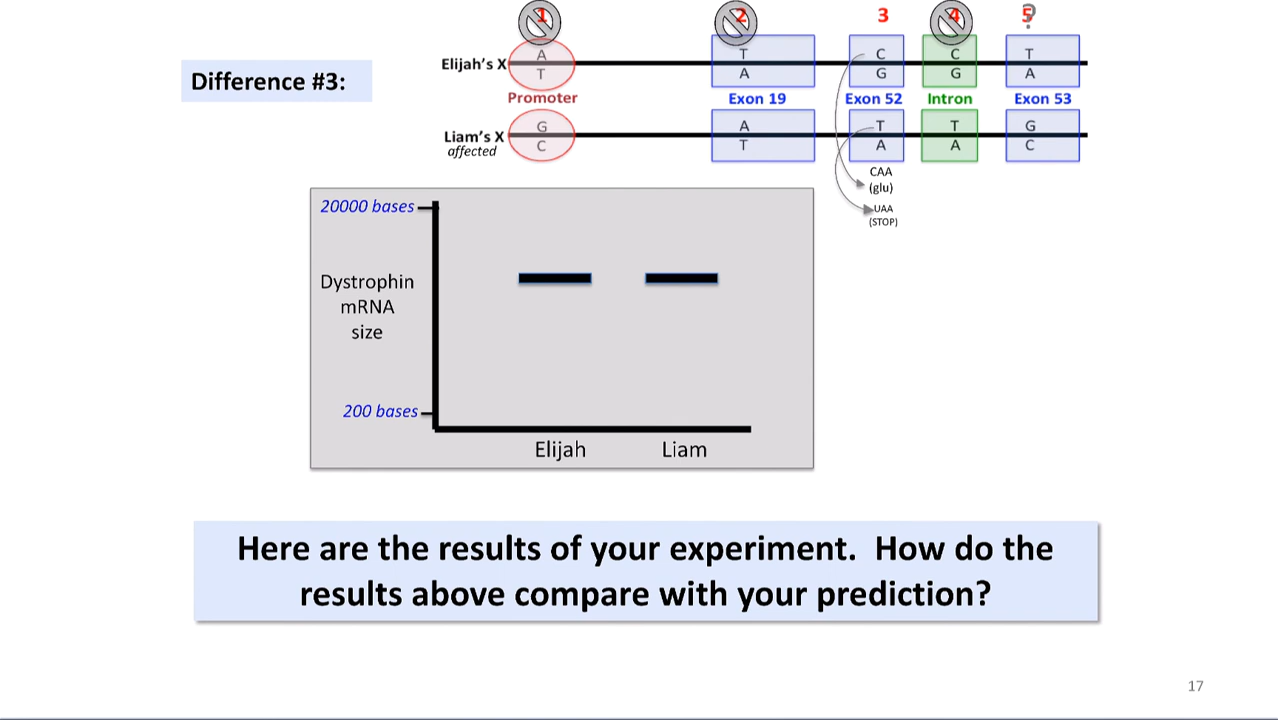 1 2 3 4 5 ?
Difference #3:
Elijah's X A T C C T
T A G G A
Promoter Exon 19 Exon 52 Intron Exon 53
Liam's X G A T T G
affected C T A A C
CAA
(glu)
UAA
(STOP)
20000 bases
Dystrophin
mRNA
size
200 bases
Elijah Liam
Here are the results of your experiment. How do the
results above compare with your prediction?
17